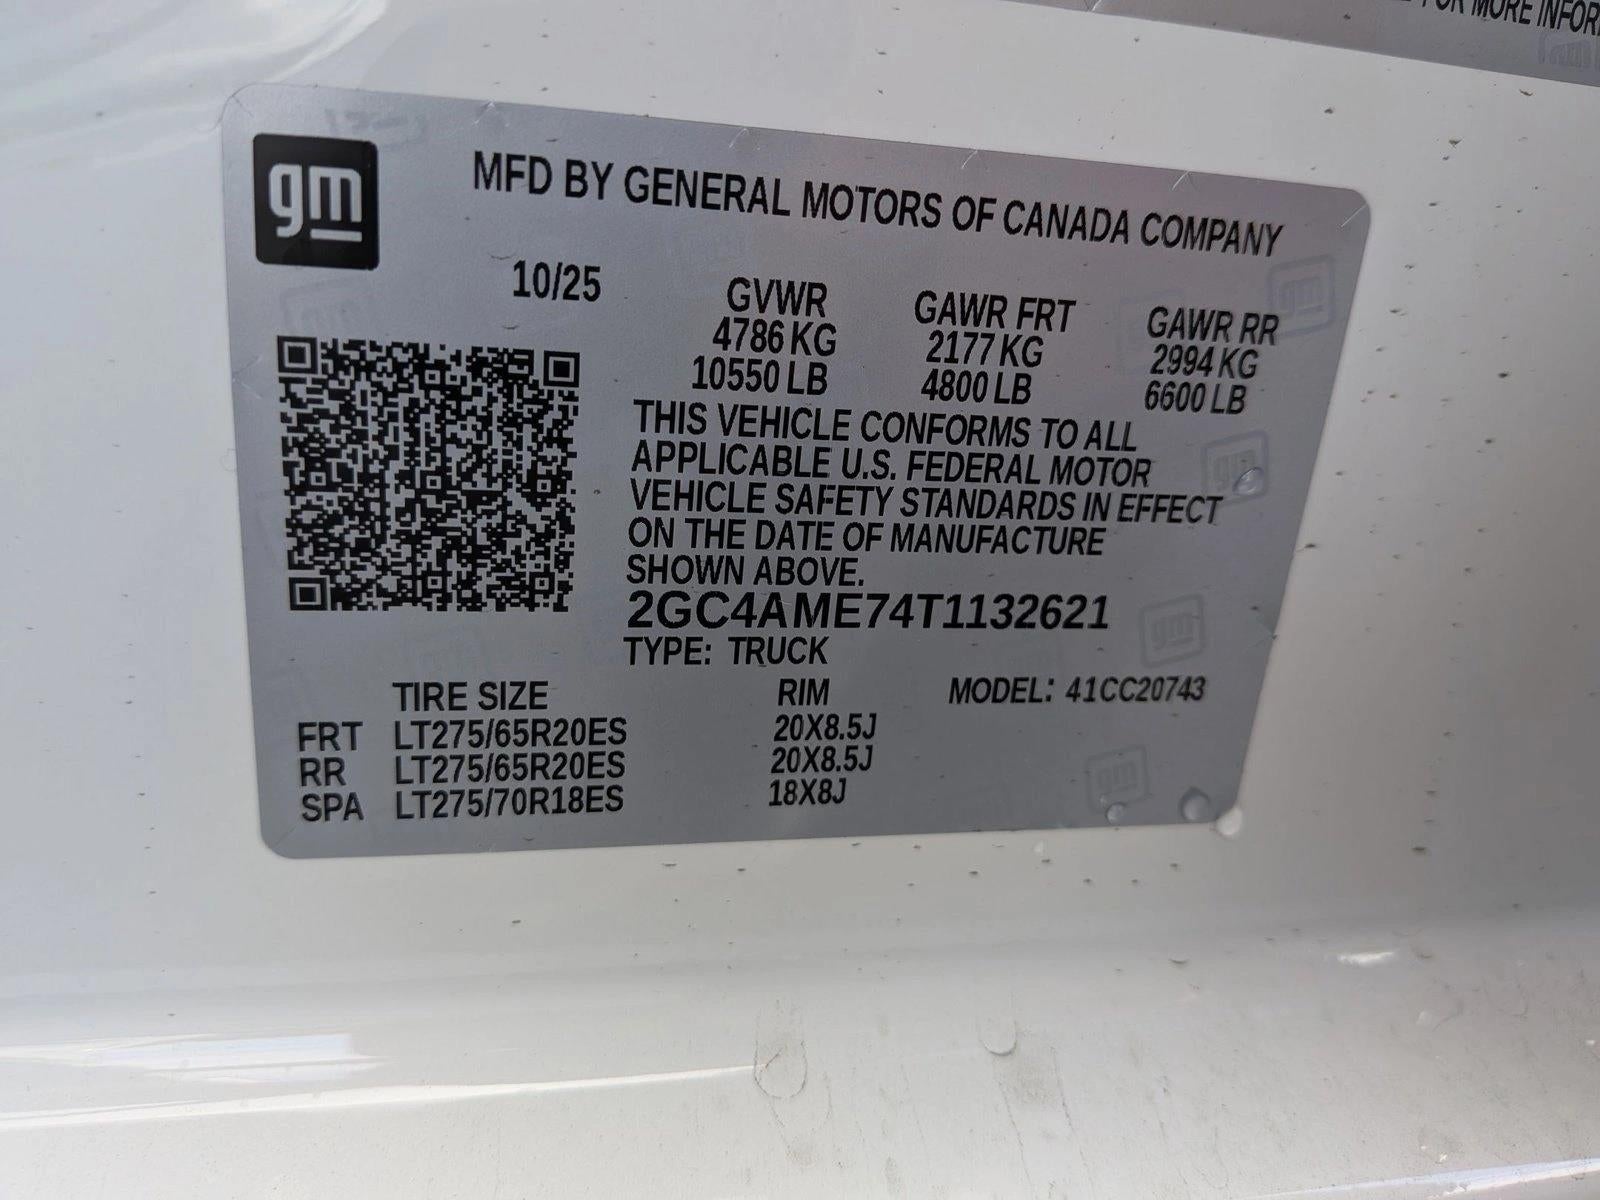 FOR MORE INFOR
gm
MFD BY GENERAL MOTORS OF CANADA COMPANY
10/25
GVWR GAWR FRT GAWR RR
4786 KG 2177 KG 2994 KG
10550 LB 4800 LB 6600 LB
THIS VEHICLE CONFORMS TO ALL
APPLICABLE U.S. FEDERAL MOTOR
VEHICLE SAFETY STANDARDS IN EFFECT
ON THE DATE OF MANUFACTURE
SHOWN ABOVE.
2GC4AME74T1132621
TYPE: TRUCK
TIRE SIZE RIM MODEL: 41CC20743
FRT LT275/65R20ES 20X8.5J
RR LT275/65R20ES 20X8.5J
SPA LT275/70R18ES 18X8J